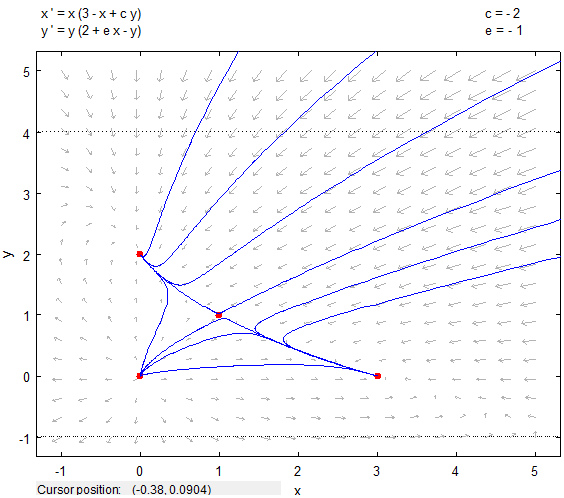 x ' = x (3 - x + c y)
y ' = y (2 + e x - y)
c = - 2
e = - 1
5
4
3
2
1
0
-1
y
-1
0
1
2
3
4
5
x
Cursor position: (-0.38, 0.0904)